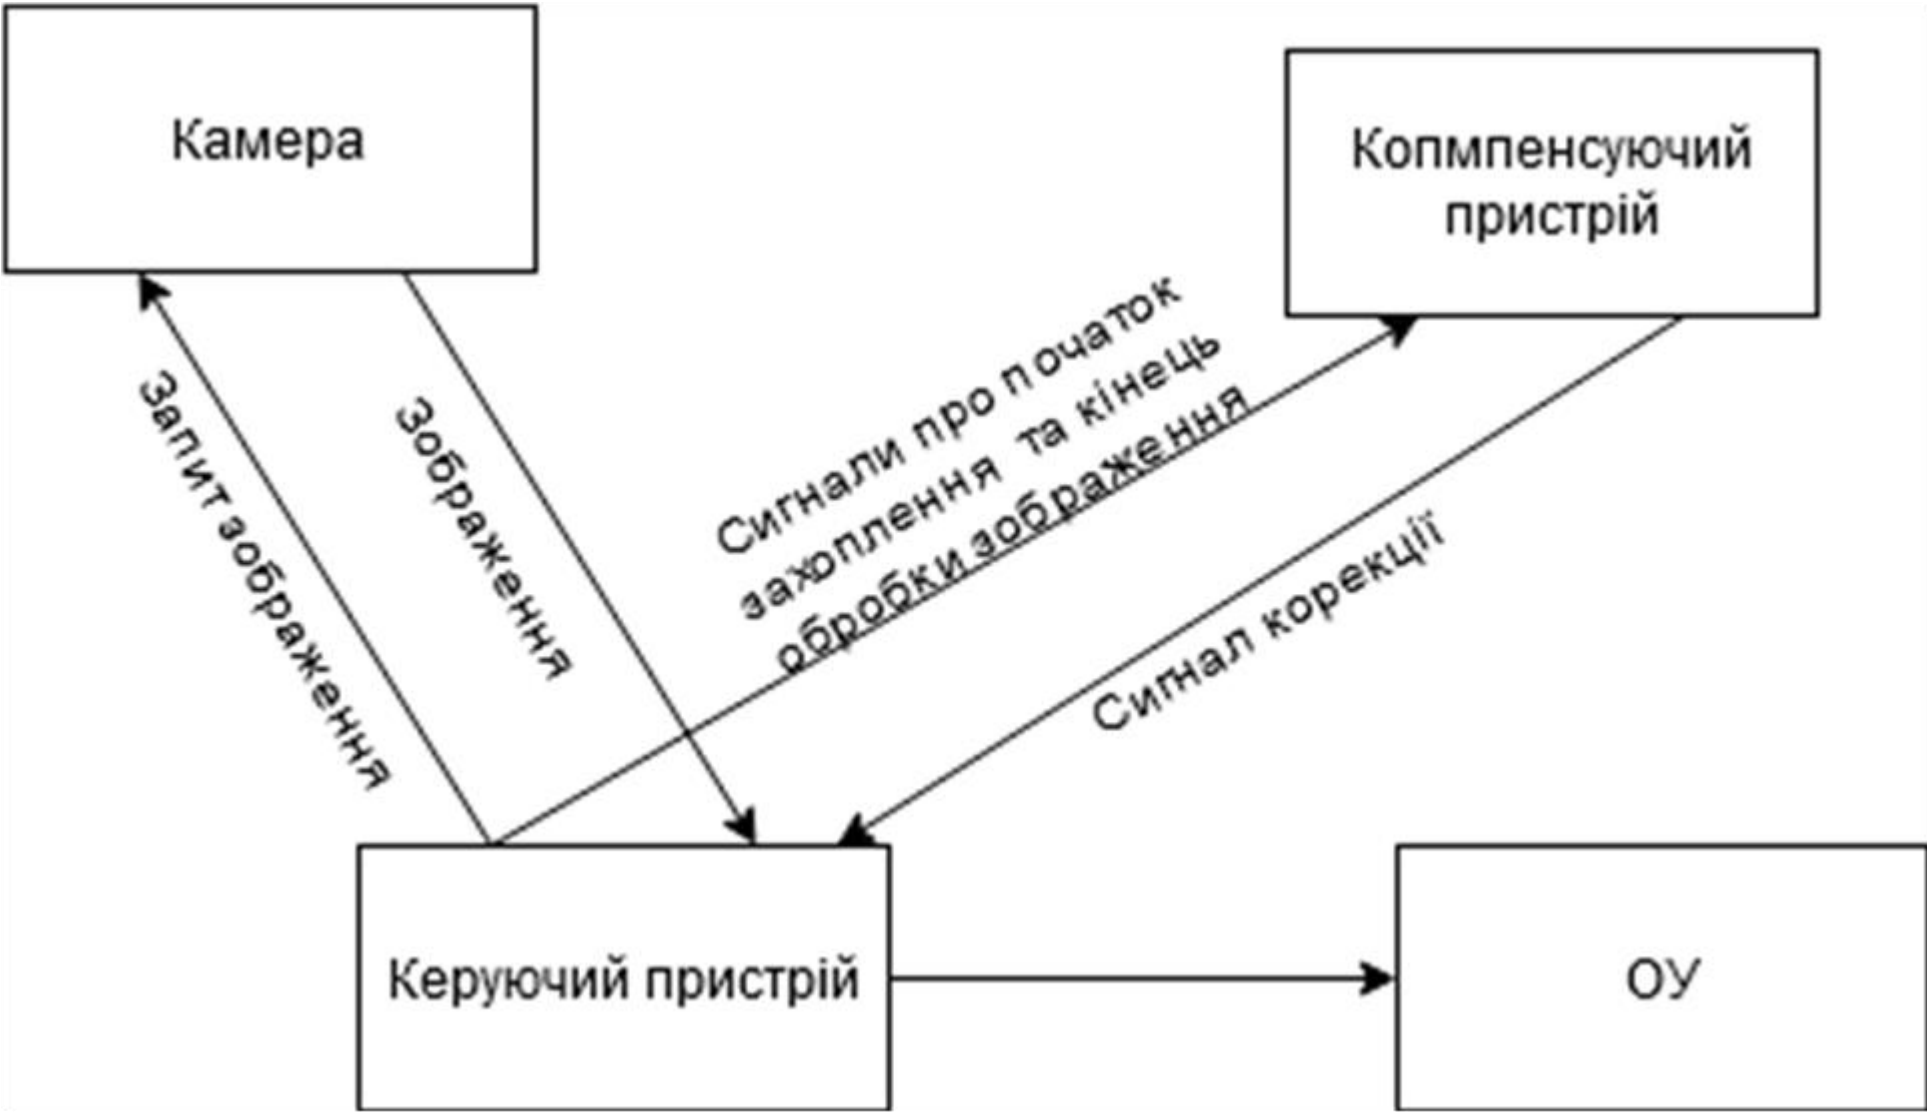 Камера
Копмпенсуючий
пристрій
Запит зображення
Зображення
Сигнали про початок
захоплення та кінець
обробки зображення
Сигнал корекції
Керуючий пристрій
ОУ